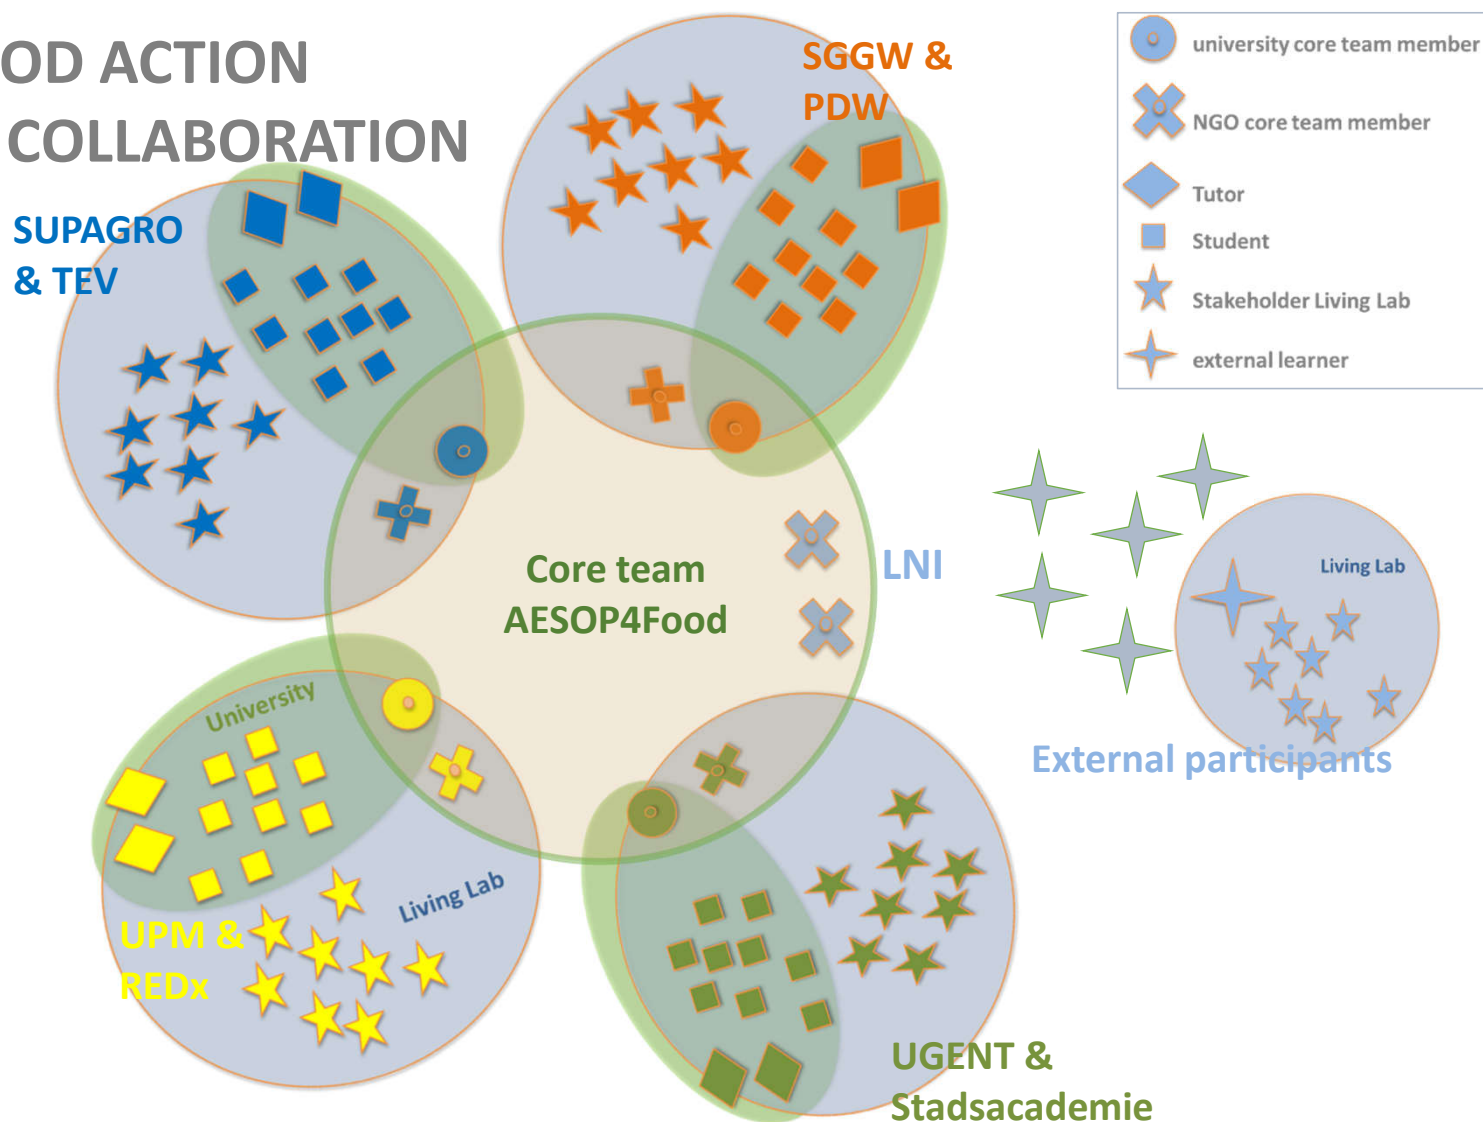 OD ACTION
COLLABORATION
SGGW &
PDW
SUPAGRO
& TEV
university core team member
NGO core team member
Tutor
Student
Stakeholder Living Lab
external learner
Core team
AESOP4Food
LNI
Living Lab
External participants
University
Living Lab
UPM &
REDx
UGENT &
Stadsacademie